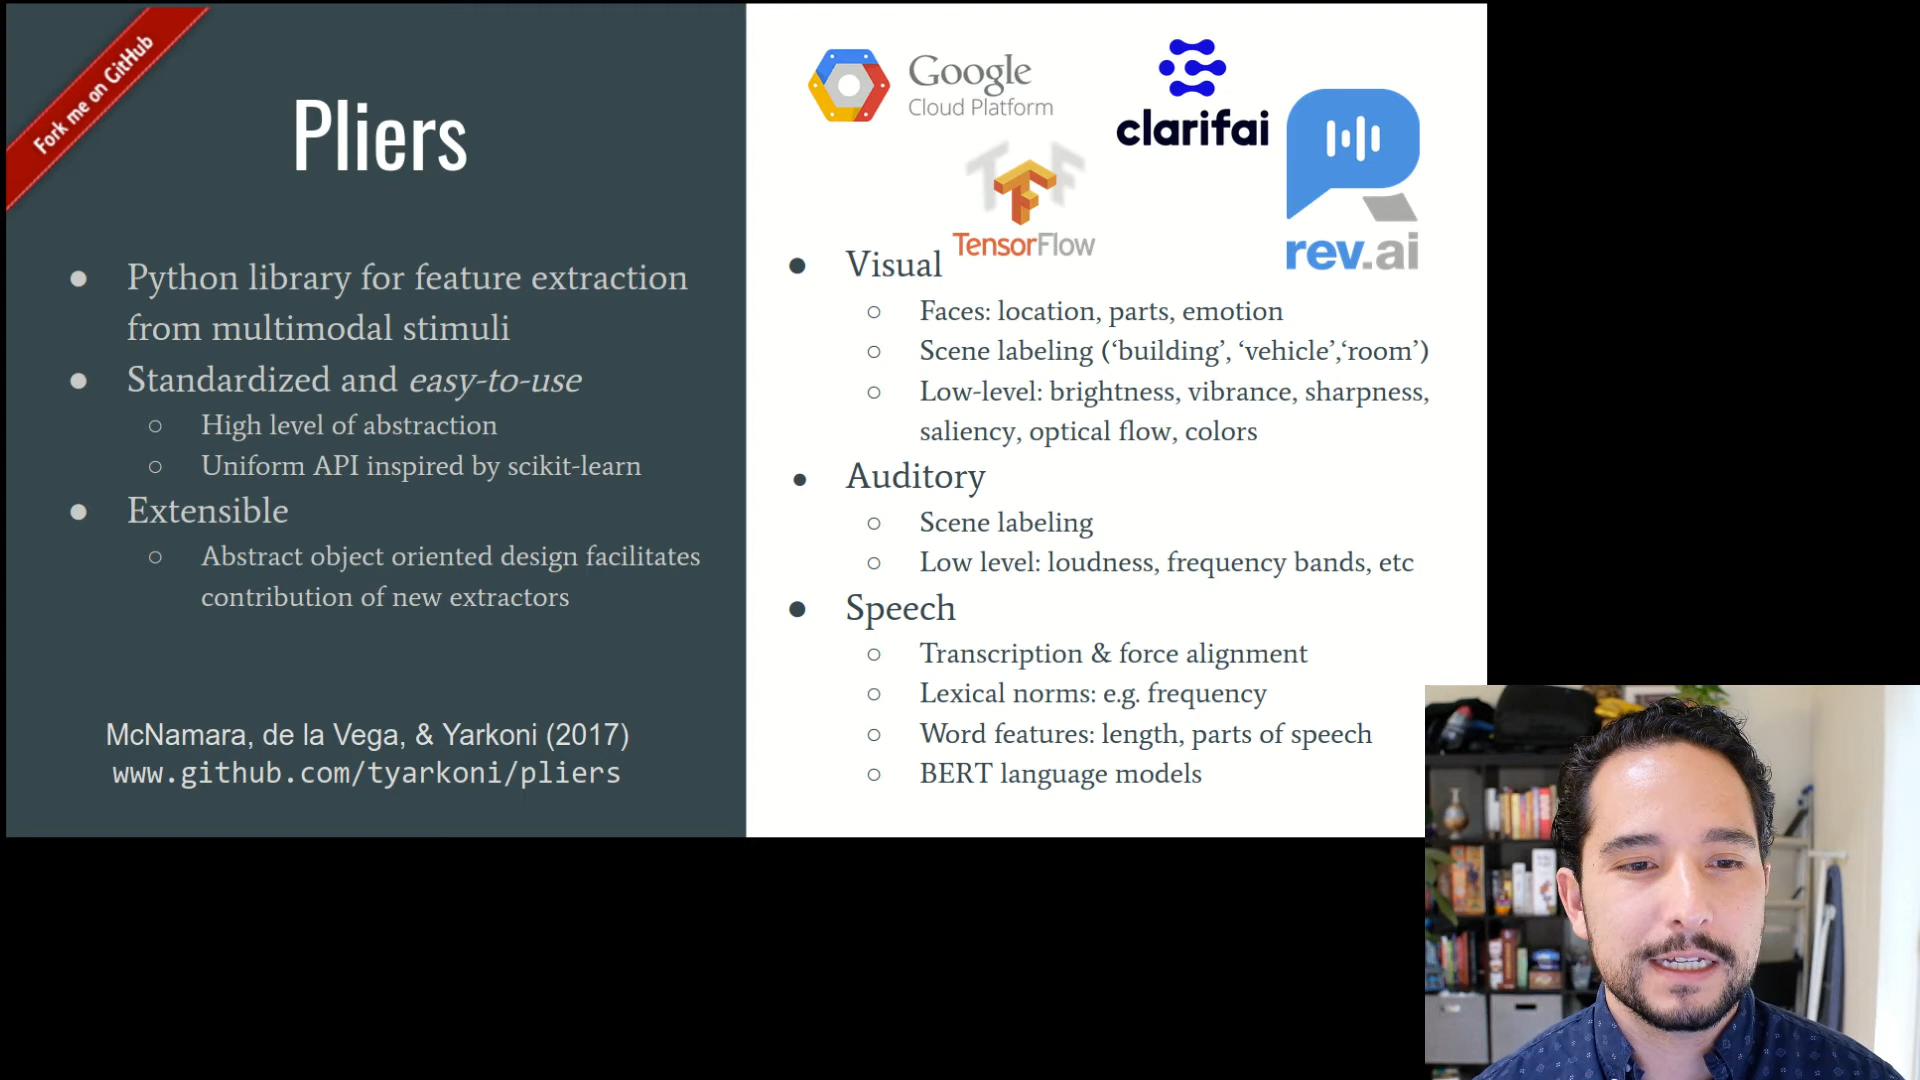 Fork me on GitHub
Pliers
● Python library for feature extraction
from multimodal stimuli
● Standardized and easy-to-use
○ High level of abstraction
○ Uniform API inspired by scikit-learn
● Extensible
○ Abstract object oriented design facilitates
contribution of new extractors
McNamara, de la Vega, & Yarkoni (2017)
www.github.com/tyarkoni/pliers
Google
Cloud Platform
clarifai
TensorFlow
rev.ai
● Visual
○ Faces: location, parts, emotion
○ Scene labeling (‘building’, ‘vehicle’,‘room’)
○ Low-level: brightness, vibrance, sharpness,
saliency, optical flow, colors
● Auditory
○ Scene labeling
○ Low level: loudness, frequency bands, etc
● Speech
○ Transcription & force alignment
○ Lexical norms: e.g. frequency
○ Word features: length, parts of speech
○ BERT language models